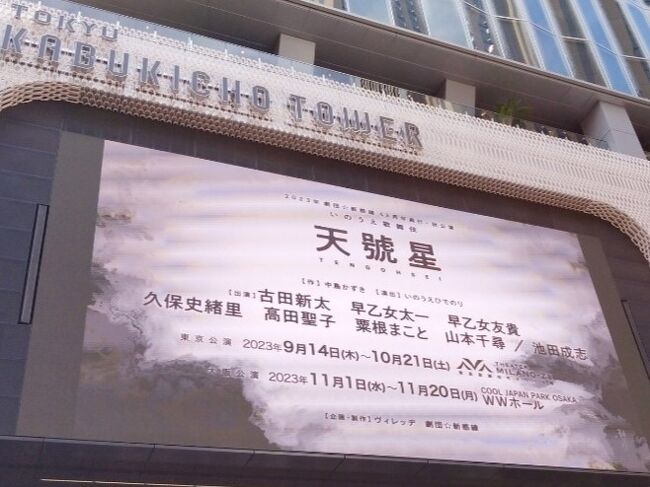 TOKYU
KABUKICHO TOWER
2023年 劇団☆新感線 43周年興行・秋公演
いのうえ歌舞伎
天號星
TENGOHSEI
【作】中島かずき 【演出】いのうえひでのり
【出演】古田新太 早乙女太一 早乙女友貴
久保史緒里 高田聖子 粟根まこと 山本千尋 / 池田成志
東京公演 2023年9月14日(木)～10月21日(土) THEATER MILANO-Za
大阪公演 2023年11月1日(水)～11月20日(月) COOL JAPAN PARK OSAKA
WWホール
【企画・製作】ヴィレッヂ 劇団☆新感線